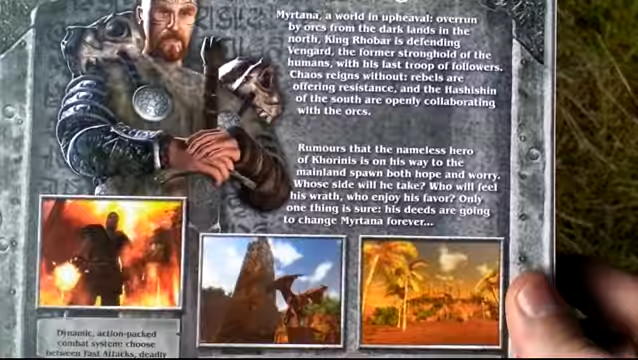 Myrtana, a world in upheaval: overrun
by orcs from the dark lands in the
north, King Rhobar is defending
Vengard, the former stronghold of the
humans, with his last troop of followers.
Chaos reigns without: rebels are
offering resistance, and the Hashishin
of the south are openly collaborating
with the orcs.
Rumours that the nameless hero
of Khorinis is on his way to the
mainland spawn both hope and worry.
Whose side will he take? Who will feel
his wrath, who enjoy his favor? Only
one thing is sure: his deeds are going
to change Myrtana forever...
Dynamic, action-packed
combat system: choose
between Fast Attacks, deadly